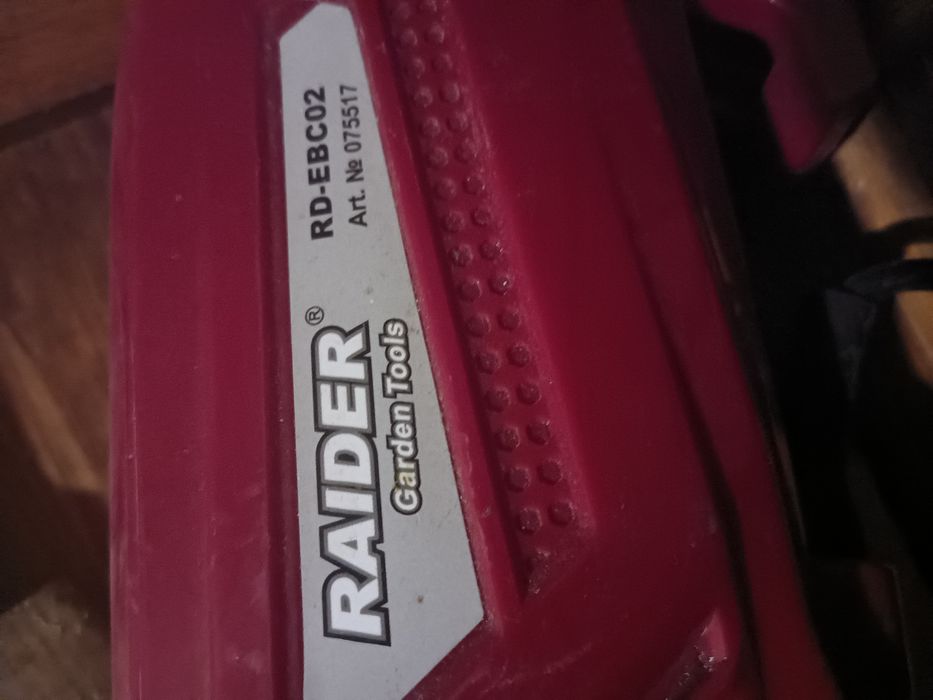 RAIDER®
Garden Tools
RD-EBC02
Art. № 075517